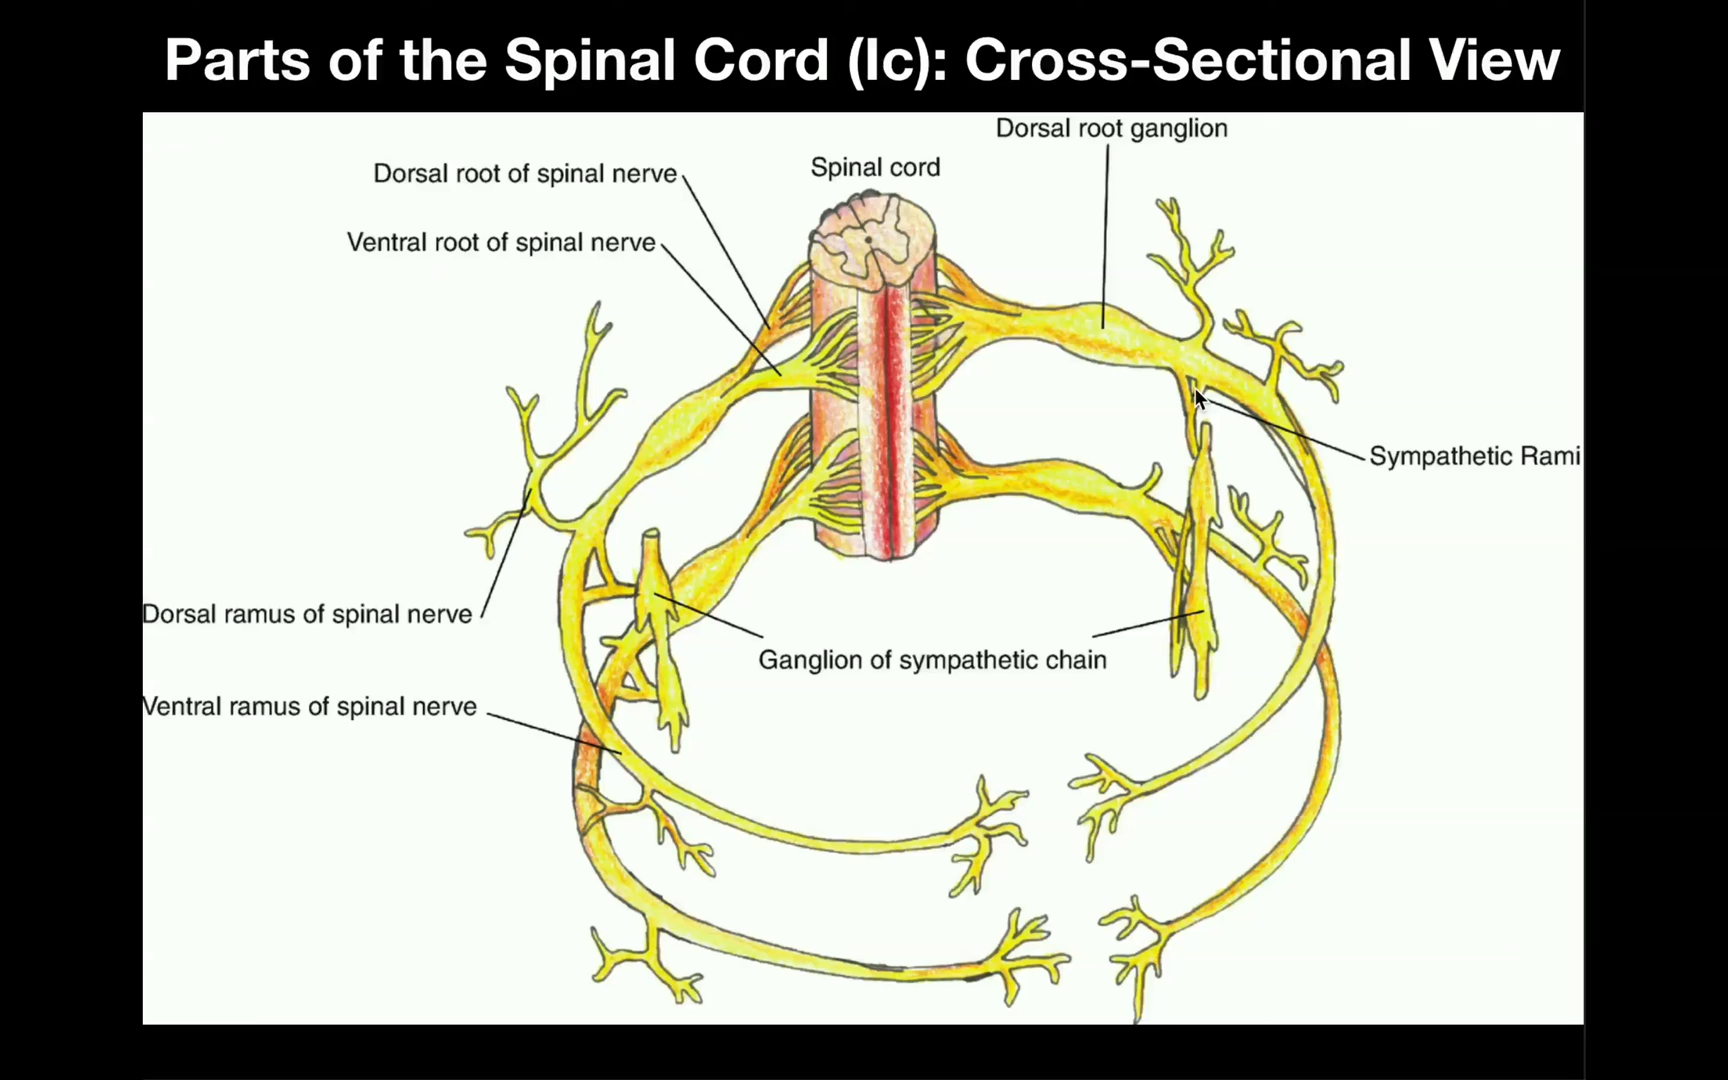 Parts of the Spinal Cord (Ic): Cross-Sectional View
Dorsal root ganglion
Spinal cord
Dorsal root of spinal nerve
Ventral root of spinal nerve
Sympathetic Rami
Dorsal ramus of spinal nerve
Ganglion of sympathetic chain
Ventral ramus of spinal nerve